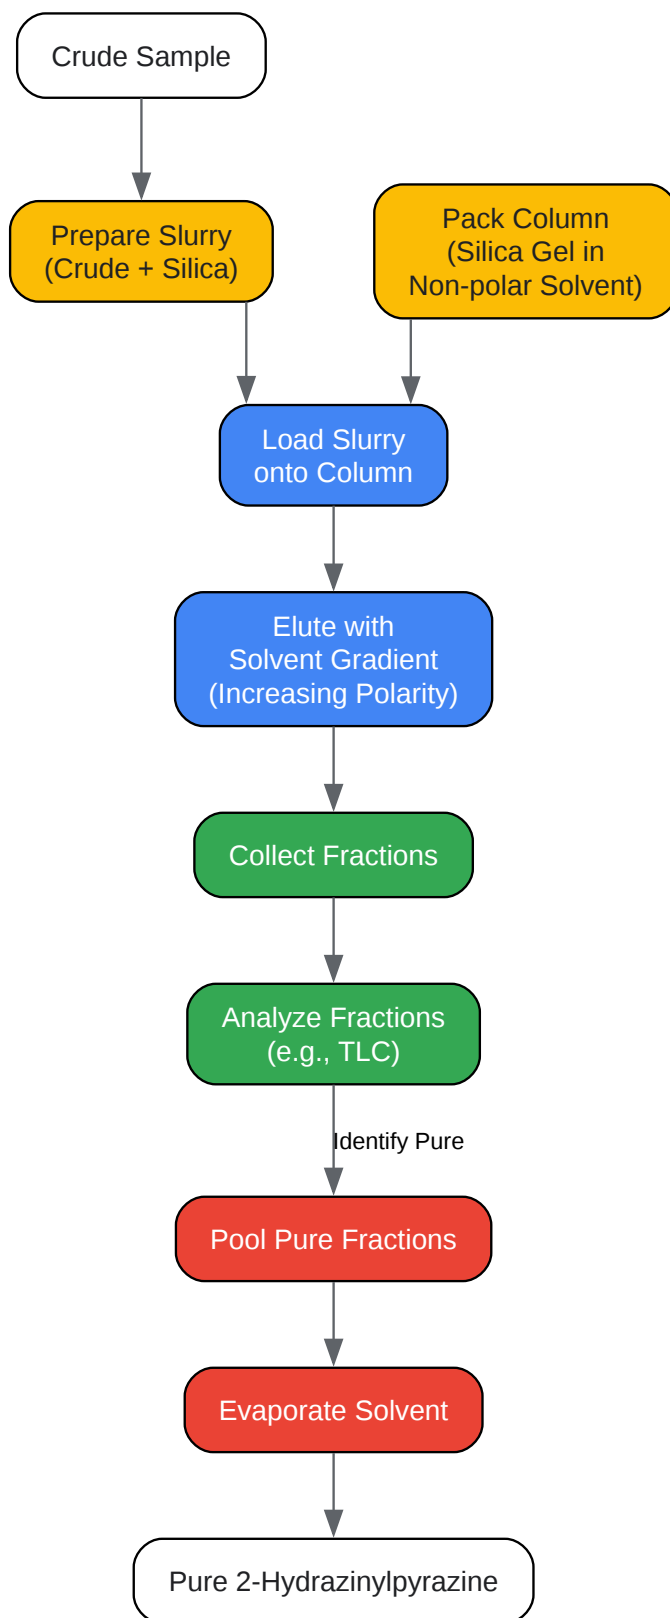 Crude Sample
Prepare Slurry
(Crude + Silica)
Pack Column
(Silica Gel in
Non-polar Solvent)
Load Slurry
onto Column
Elute with
Solvent Gradient
(Increasing Polarity)
Collect Fractions
Analyze Fractions
(e.g., TLC)
Identify Pure
Pool Pure Fractions
Evaporate Solvent
Pure 2-Hydrazinylpyrazine